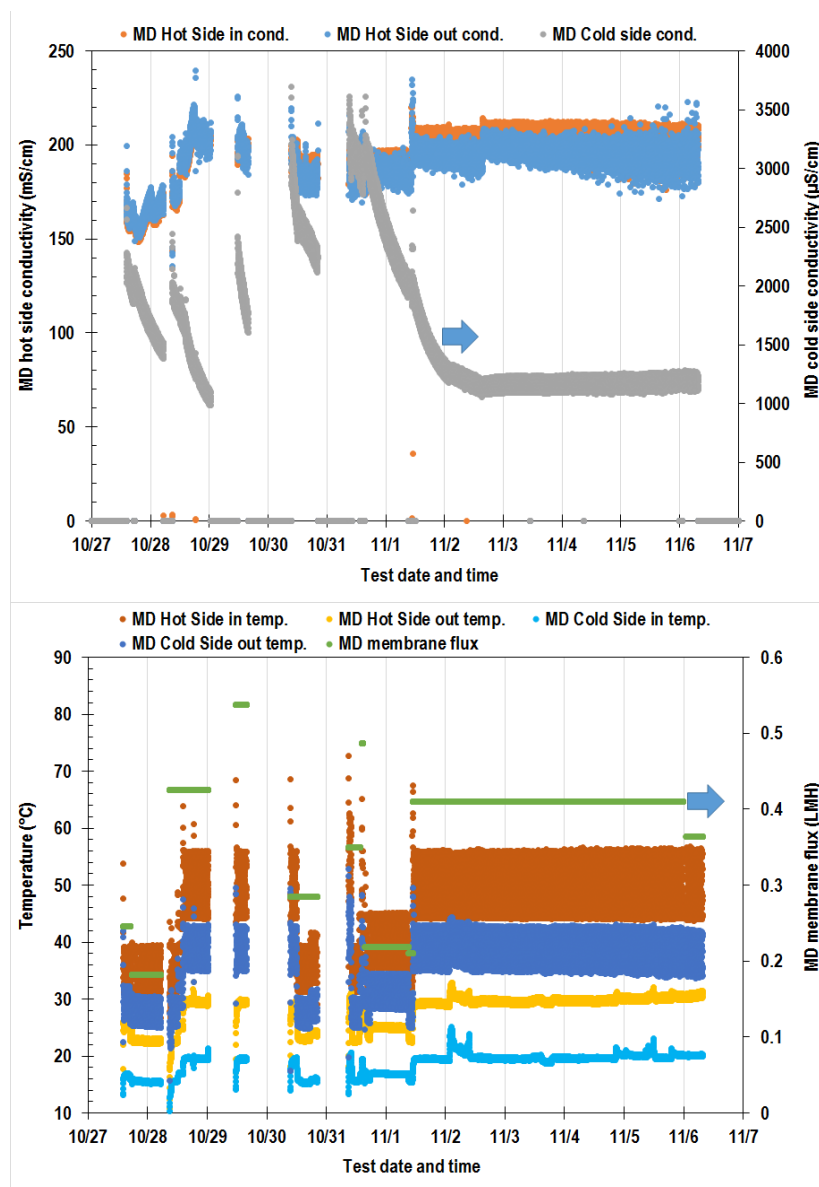 MD Hot Side in cond. MD Hot Side out cond. MD Cold side cond.
250 4000
200 3500
150 3000
100 2500
50 2000
0 1500
1000
500
0
MD hot side conductivity (mS/cm)
MD cold side conductivity (µS/cm)
10/27 10/28 10/29 10/30 10/31 11/1 11/2 11/3 11/4 11/5 11/6 11/7
Test date and time
MD Hot Side in temp. MD Hot Side out temp. MD Cold Side in temp.
MD Cold Side out temp. MD membrane flux
90 0.6
80 0.5
70 0.4
60 0.3
50 0.2
40 0.1
30 0
20
10
Temperature (°C)
MD membrane flux (LMH)
10/27 10/28 10/29 10/30 10/31 11/1 11/2 11/3 11/4 11/5 11/6 11/7
Test date and time